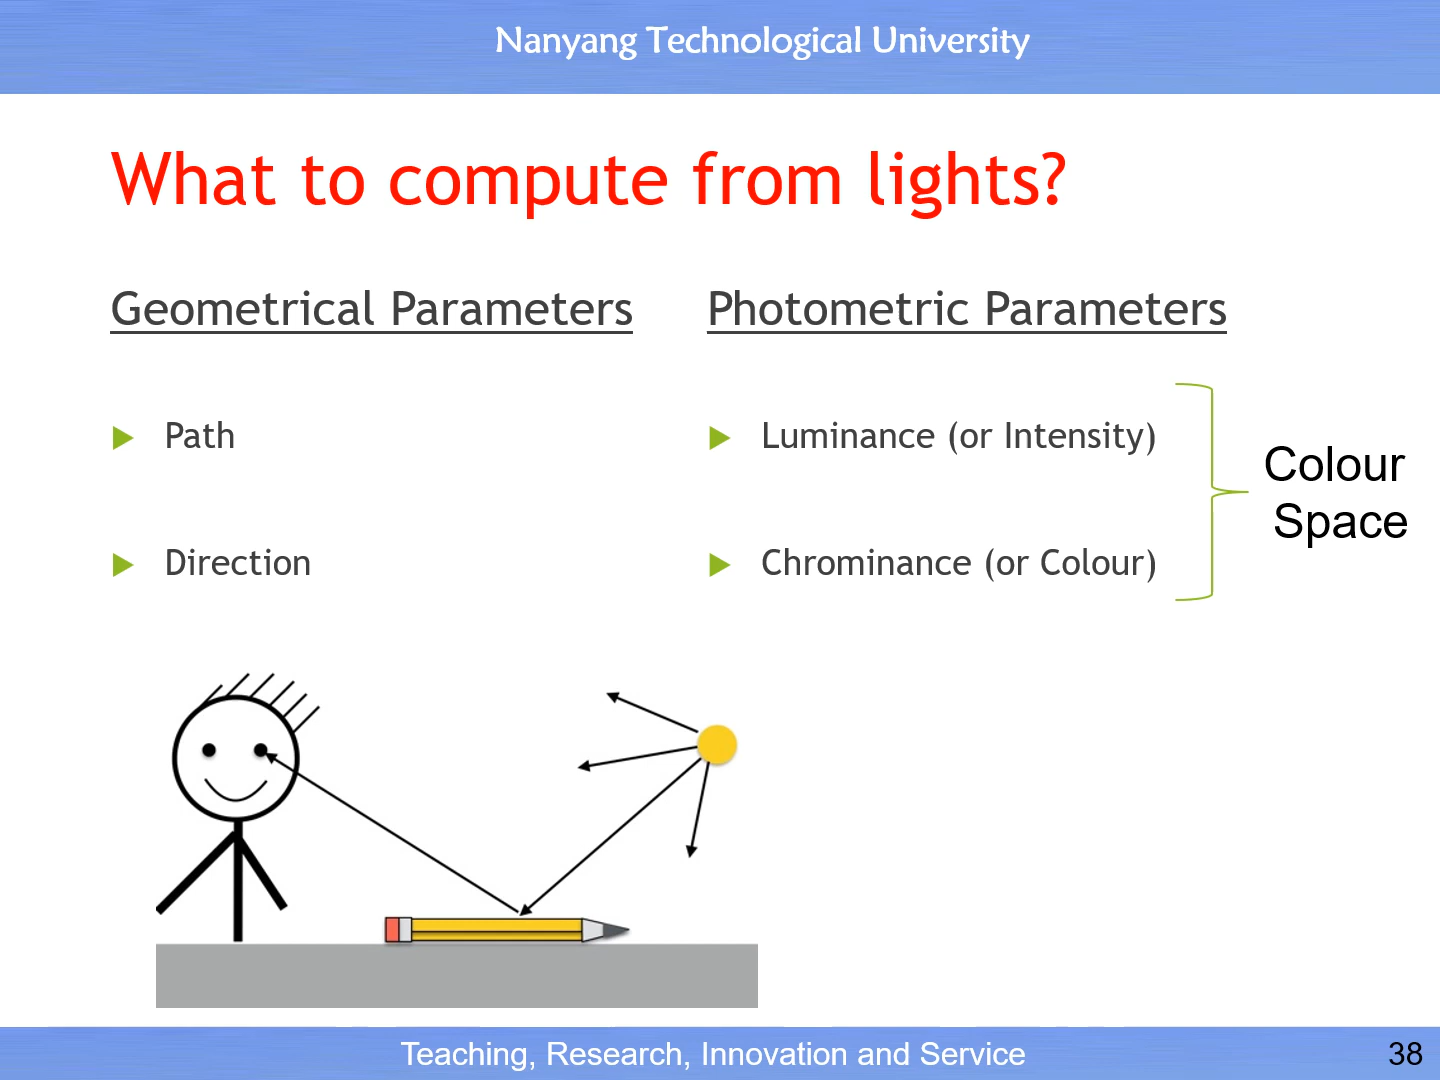 Nanyang Technological University
What to compute from lights?
Geometrical Parameters
Path
Direction
Photometric Parameters
Luminance (or Intensity)
Chrominance (or Colour)
Colour
Space
Teaching, Research, Innovation and Service
38